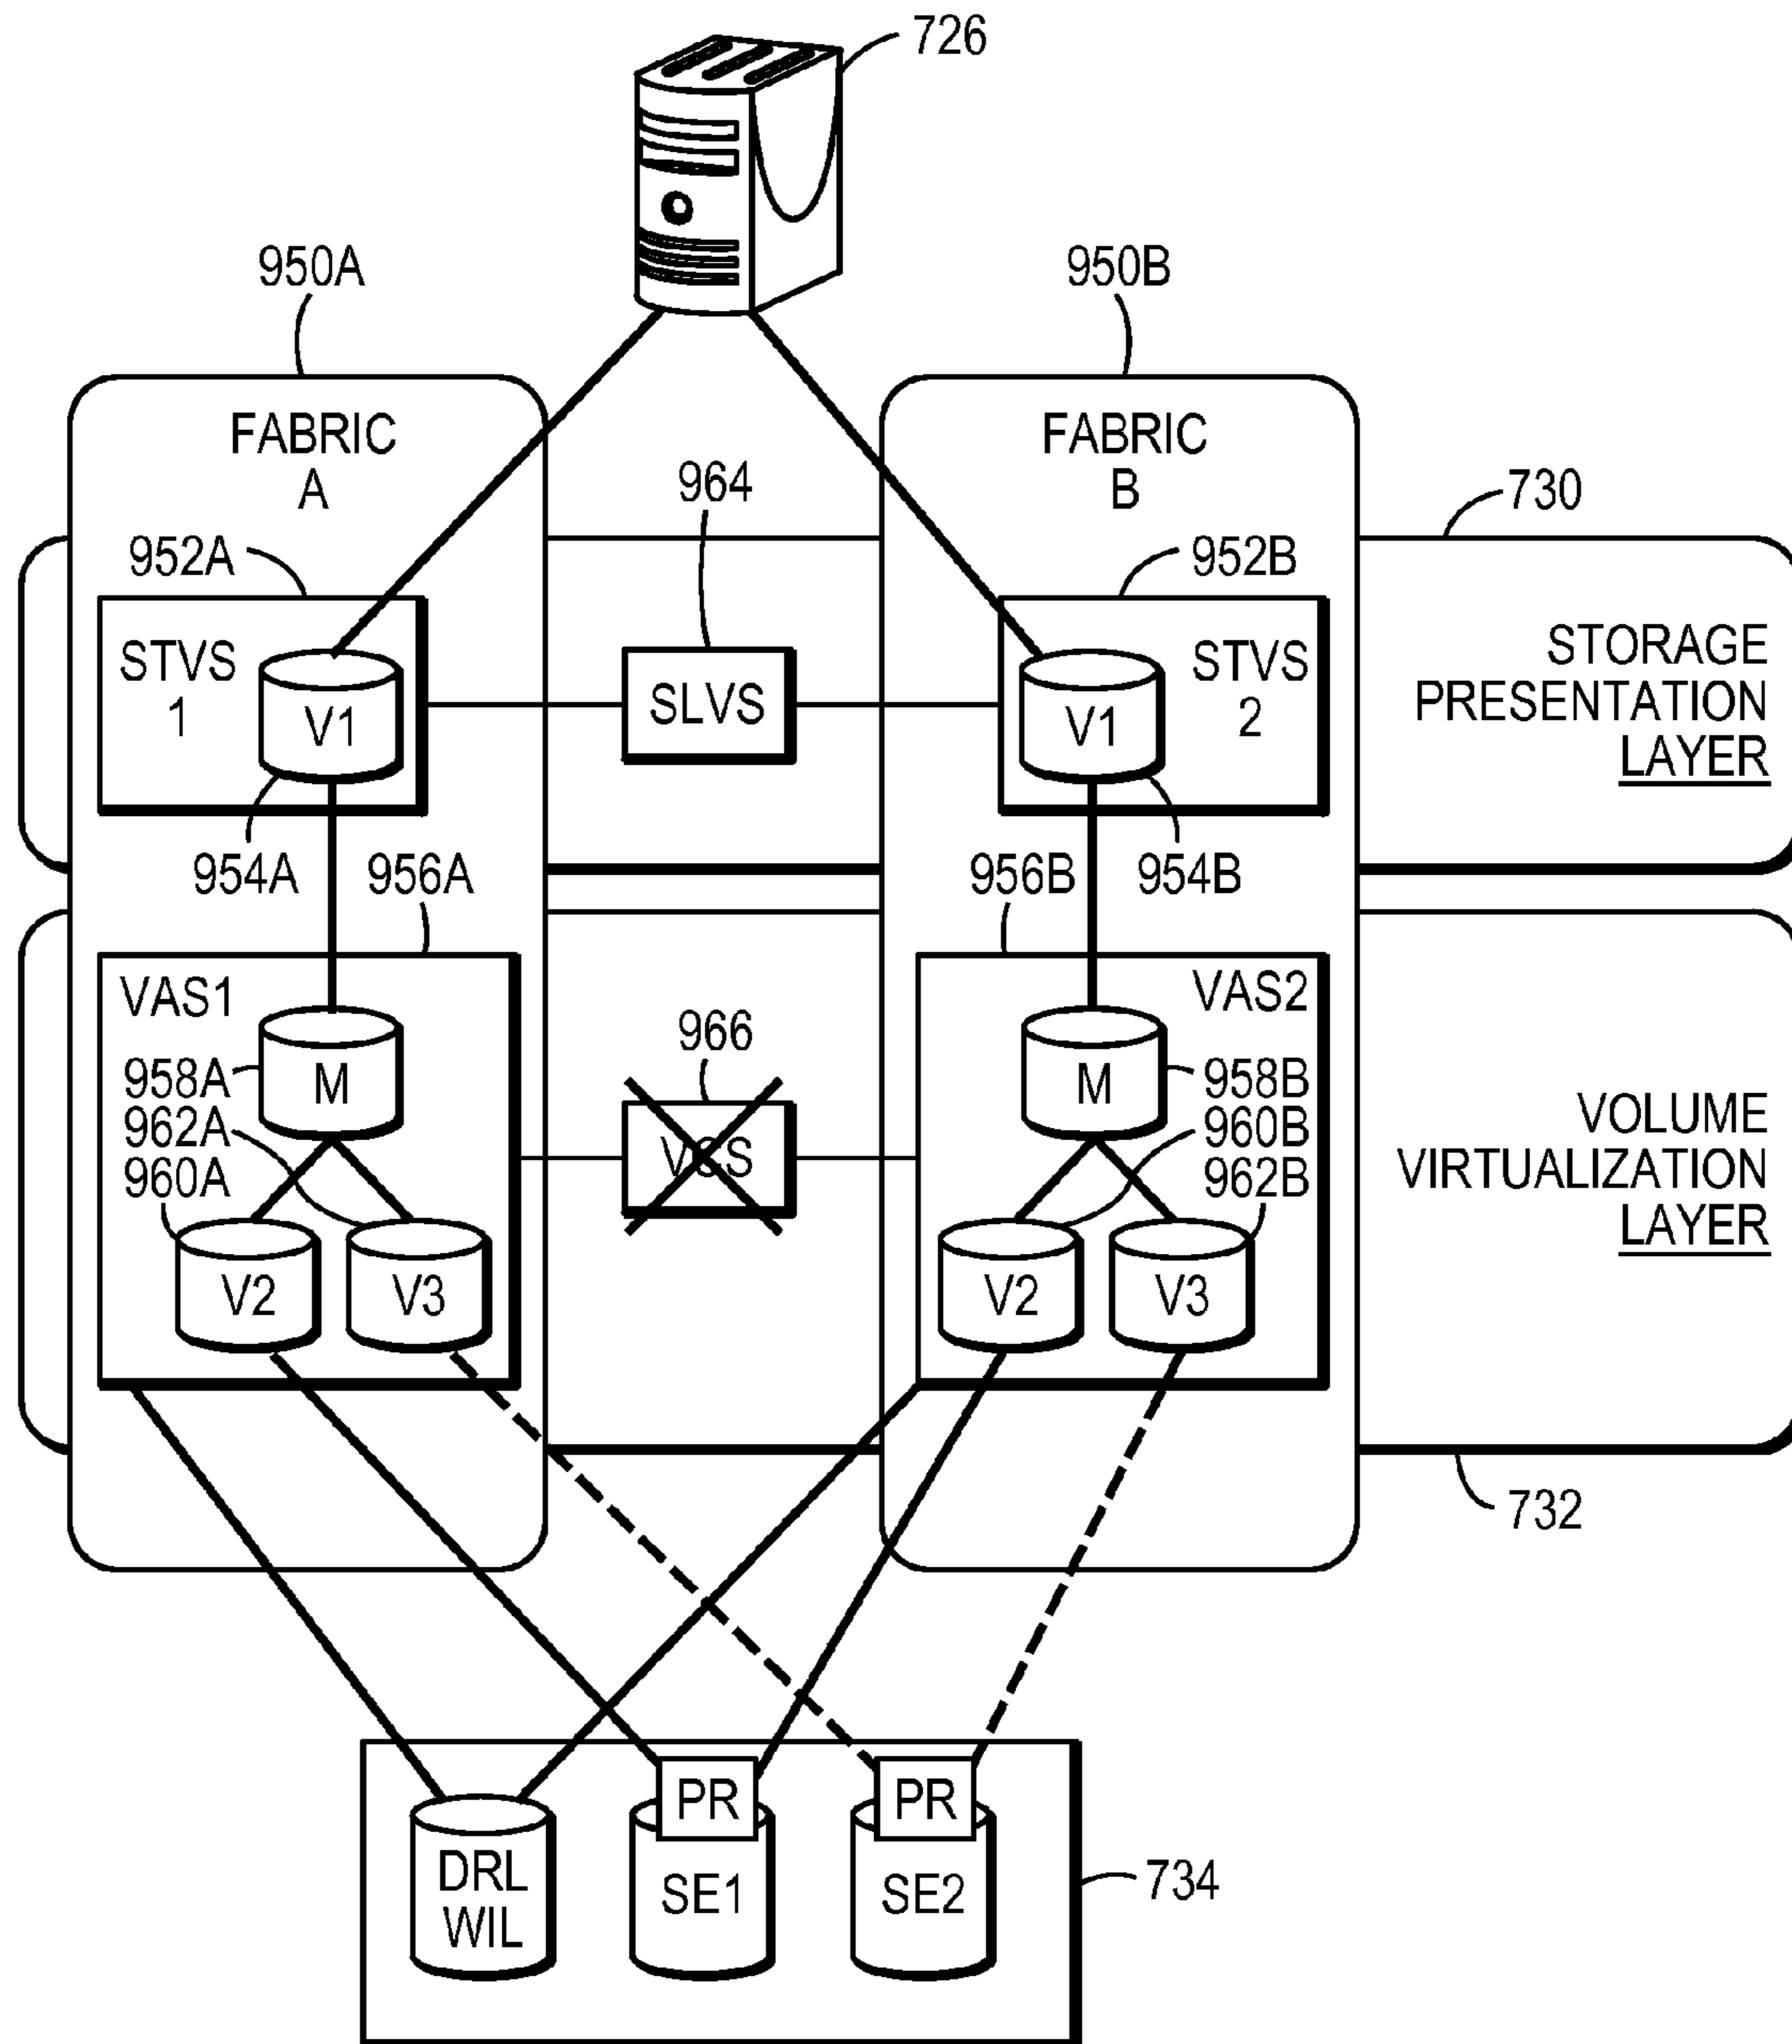 726
950A
950B
FABRIC
A
FABRIC
B
964
730
952A
952B
STVS
1
V1
SLVS
V1
STVS
2
STORAGE
PRESENTATION
LAYER
954A
956A
956B
954B
VAS1
VAS2
966
958A
M
M
958B
962A
960A
VCS
960B
962B
VOLUME
VIRTUALIZATION
LAYER
V2
V3
V2
V3
732
PR
PR
DRL
WIL
SE1
SE2
734